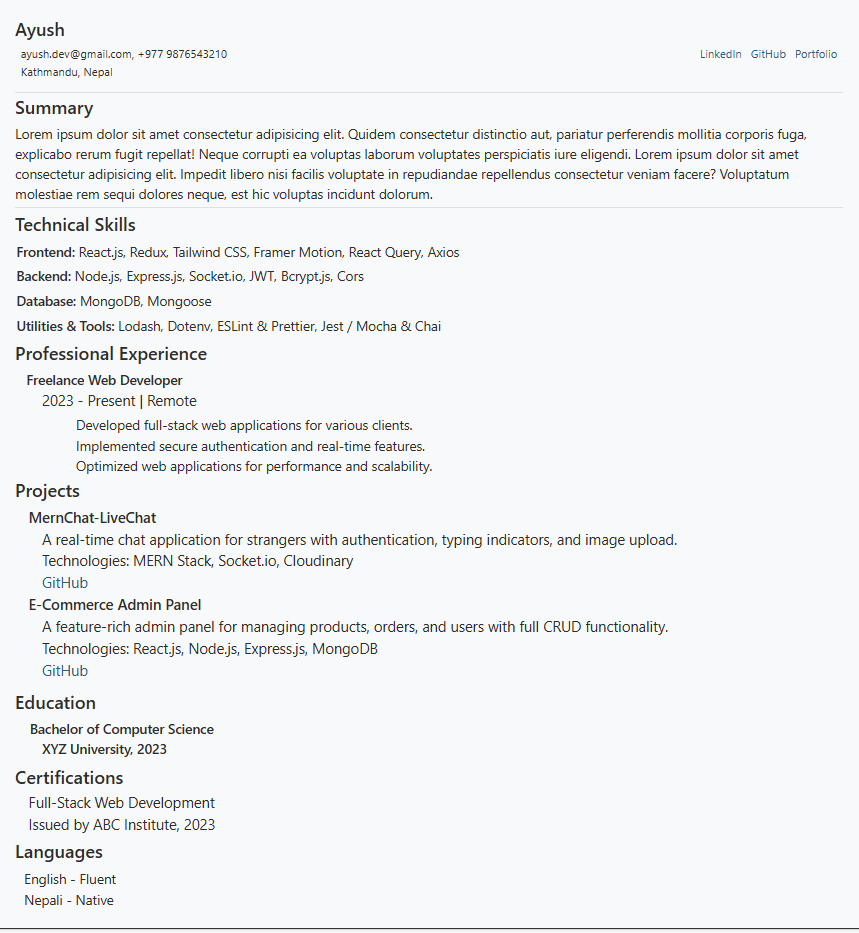 Ayush
ayush.dev@gmail.com, +977 9876543210
LinkedIn GitHub Portfolio
Kathmandu, Nepal
Summary
Lorem ipsum dolor sit amet consectetur adipisicing elit. Quidem consectetur distinctio aut, pariatur perferendis mollitia corporis fuga,
explicabo rerum fugit repellat! Neque corrupti ea voluptas laborum voluptates perspiciatis iure eligendi. Lorem ipsum dolor sit amet
consectetur adipisicing elit. Impedit libero nisi facilis voluptate in repudiandae repellendus consectetur veniam facere? Voluptatum
molestiae rem sequi dolores neque, est hic voluptas incidunt dolorum.
Technical Skills
Frontend: React.js, Redux, Tailwind CSS, Framer Motion, React Query, Axios
Backend: Node.js, Express.js, Socket.io, JWT, Bcrypt.js, Cors
Database: MongoDB, Mongoose
Utilities & Tools: Lodash, Dotenv, ESLint & Prettier, Jest / Mocha & Chai
Professional Experience
Freelance Web Developer
2023 - Present | Remote
Developed full-stack web applications for various clients.
Implemented secure authentication and real-time features.
Optimized web applications for performance and scalability.
Projects
MernChat-LiveChat
A real-time chat application for strangers with authentication, typing indicators, and image upload.
Technologies: MERN Stack, Socket.io, Cloudinary
GitHub
E-Commerce Admin Panel
A feature-rich admin panel for managing products, orders, and users with full CRUD functionality.
Technologies: React.js, Node.js, Express.js, MongoDB
GitHub
Education
Bachelor of Computer Science
XYZ University, 2023
Certifications
Full-Stack Web Development
Issued by ABC Institute, 2023
Languages
English - Fluent
Nepali - Native